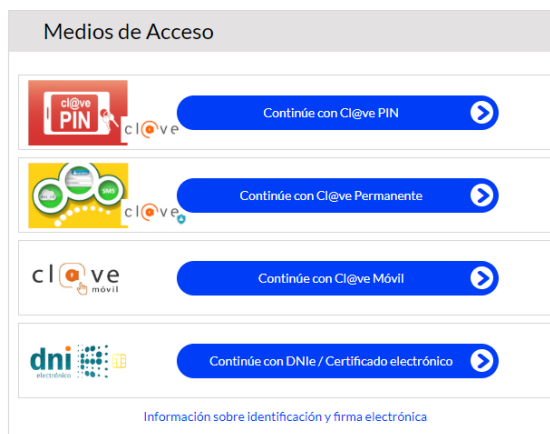 Medios de Acceso
cl@ve
PIN
cl@ve
Continúe con Cl@ve PIN
SMS
cl@ve
Continúe con Cl@ve Permanente
cl@ve
móvil
Continúe con Cl@ve Móvil
dni
electrónico
Continúe con DNIe / Certificado electrónico
Información sobre identificación y firma electrónica